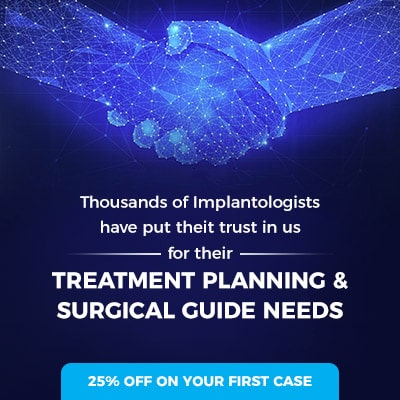 Thousands of Implantologists
have put theit trust in us
for their
TREATMENT PLANNING &
SURGICAL GUIDE NEEDS
25% OFF ON YOUR FIRST CASE